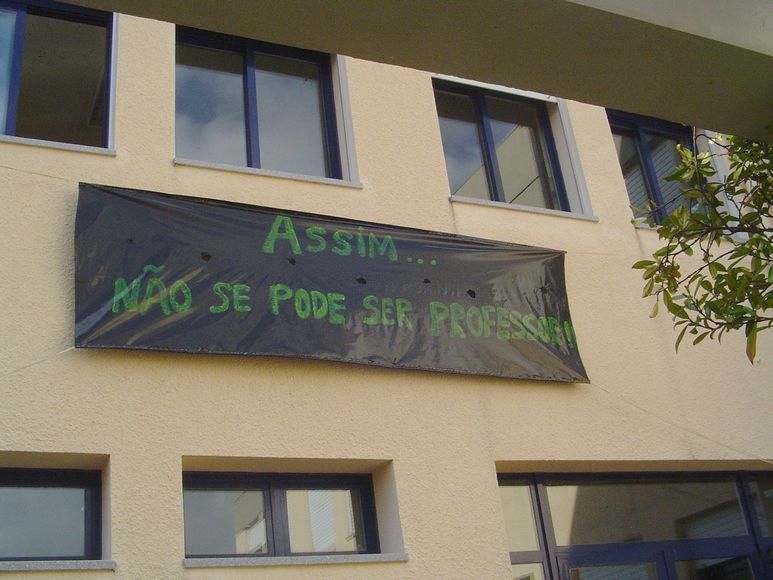 Assim...
NÃO SE PODE SER PROFESSOR!